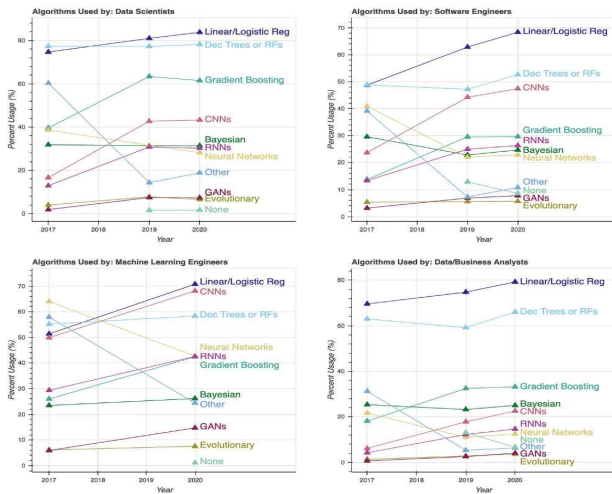 Algorithms Used by: Data Scientists
Percent Usage (%)
80
60
40
20
0
2017
2019
2020
Year
Linear/Logistic Reg
Dec Trees or RFs
Gradient Boosting
CNNs
Bayesian
RNNs
Neural Networks
Other
GANs
Evolutionary
None
Algorithms Used by: Software Engineers
Percent Usage (%)
70
60
50
40
30
20
10
0
2017
2019
2020
Year
Linear/Logistic Reg
Dec Trees or RFs
CNNs
Gradient Boosting
RNNs
Bayesian
Neural Networks
Other
None
GANs
Evolutionary
Algorithms Used by: Machine Learning Engineers
Percent Usage (%)
70
60
50
40
30
20
10
0
2017
2019
2020
Year
Linear/Logistic Reg
CNNs
Dec Trees or RFs
Neural Networks
RNNs
Gradient Boosting
Bayesian
Other
GANs
Evolutionary
None
Algorithms Used by: Data/Business Analysts
Percent Usage (%)
80
60
40
20
0
2017
2019
2020
Year
Linear/Logistic Reg
Dec Trees or RFs
Gradient Boosting
Bayesian
CNNs
RNNs
Neural Networks
None
Other
GANs
Evolutionary